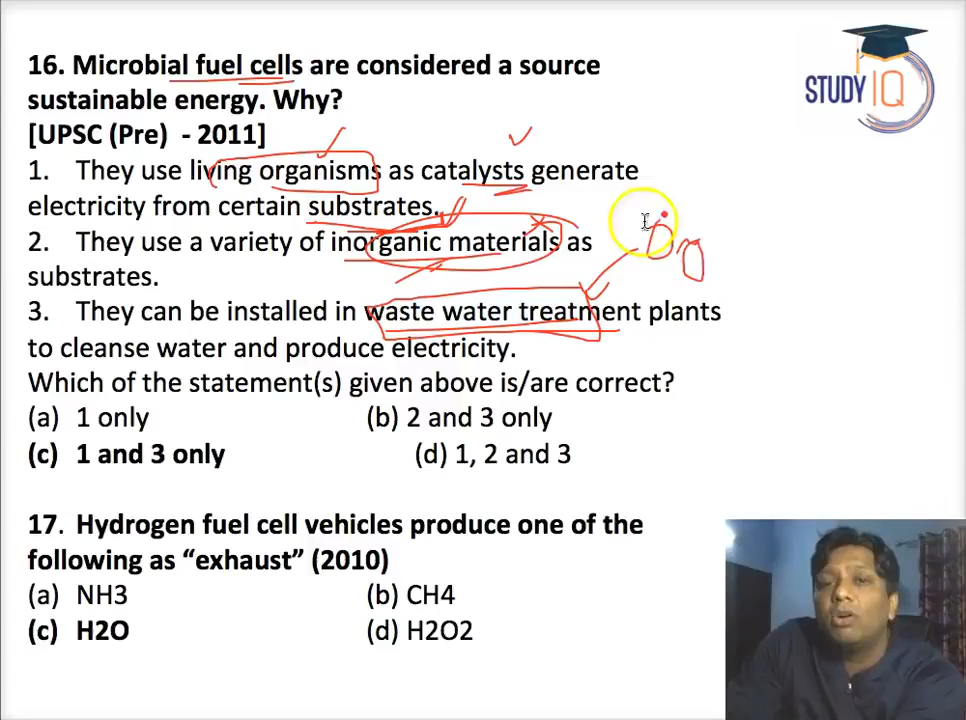 16. Microbial fuel cells are considered a source
sustainable energy. Why?
[UPSC (Pre) - 2011]
STUDY IQ
1. They use living organisms as catalysts generate
electricity from certain substrates.
2. They use a variety of inorganic materials as
substrates.
Org
3. They can be installed in waste water treatment plants
to cleanse water and produce electricity.
Which of the statement(s) given above is/are correct?
(a) 1 only (b) 2 and 3 only
(c) 1 and 3 only (d) 1, 2 and 3
17. Hydrogen fuel cell vehicles produce one of the
following as “exhaust” (2010)
(a) NH3 (b) CH4
(c) H2O (d) H2O2